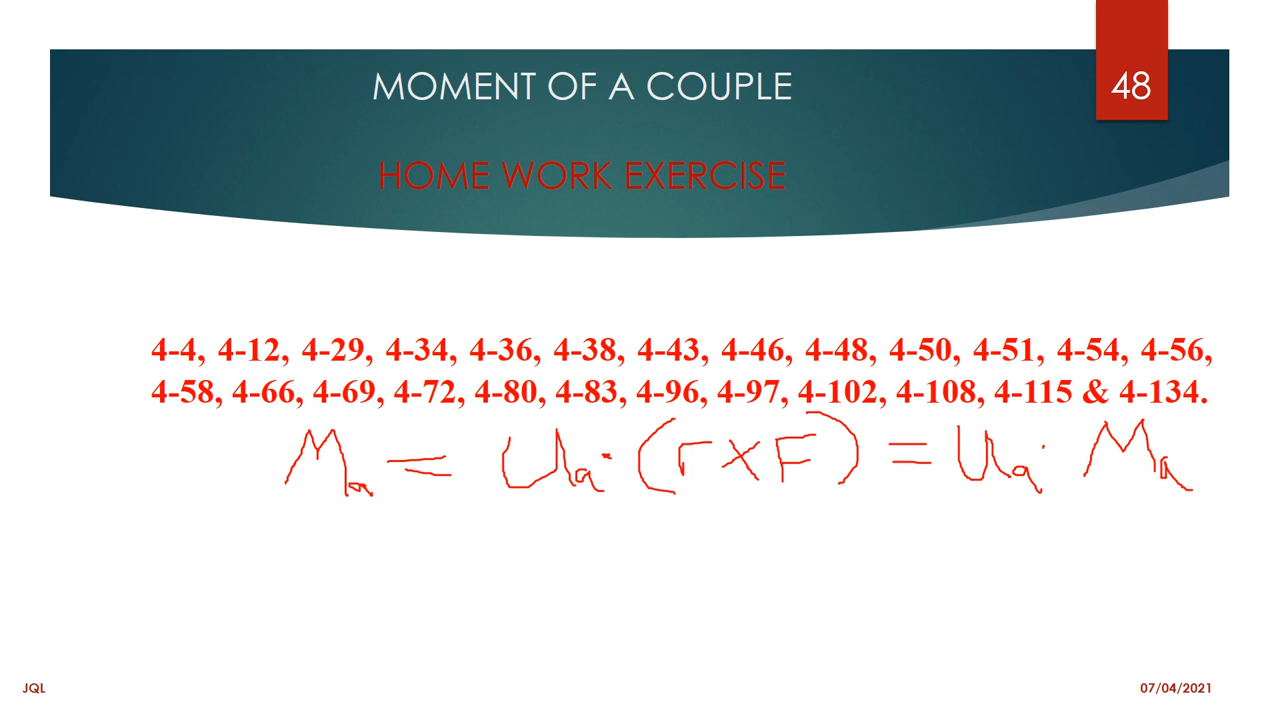 MOMENT OF A COUPLE
48
HOME WORK EXERCISE
4-4, 4-12, 4-29, 4-34, 4-36, 4-38, 4-43, 4-46, 4-48, 4-50, 4-51, 4-54, 4-56,
4-58, 4-66, 4-69, 4-72, 4-80, 4-83, 4-96, 4-97, 4-102, 4-108, 4-115 & 4-134.
Ma = Ua · (r × F) = Ua · Ma
JQL
07/04/2021